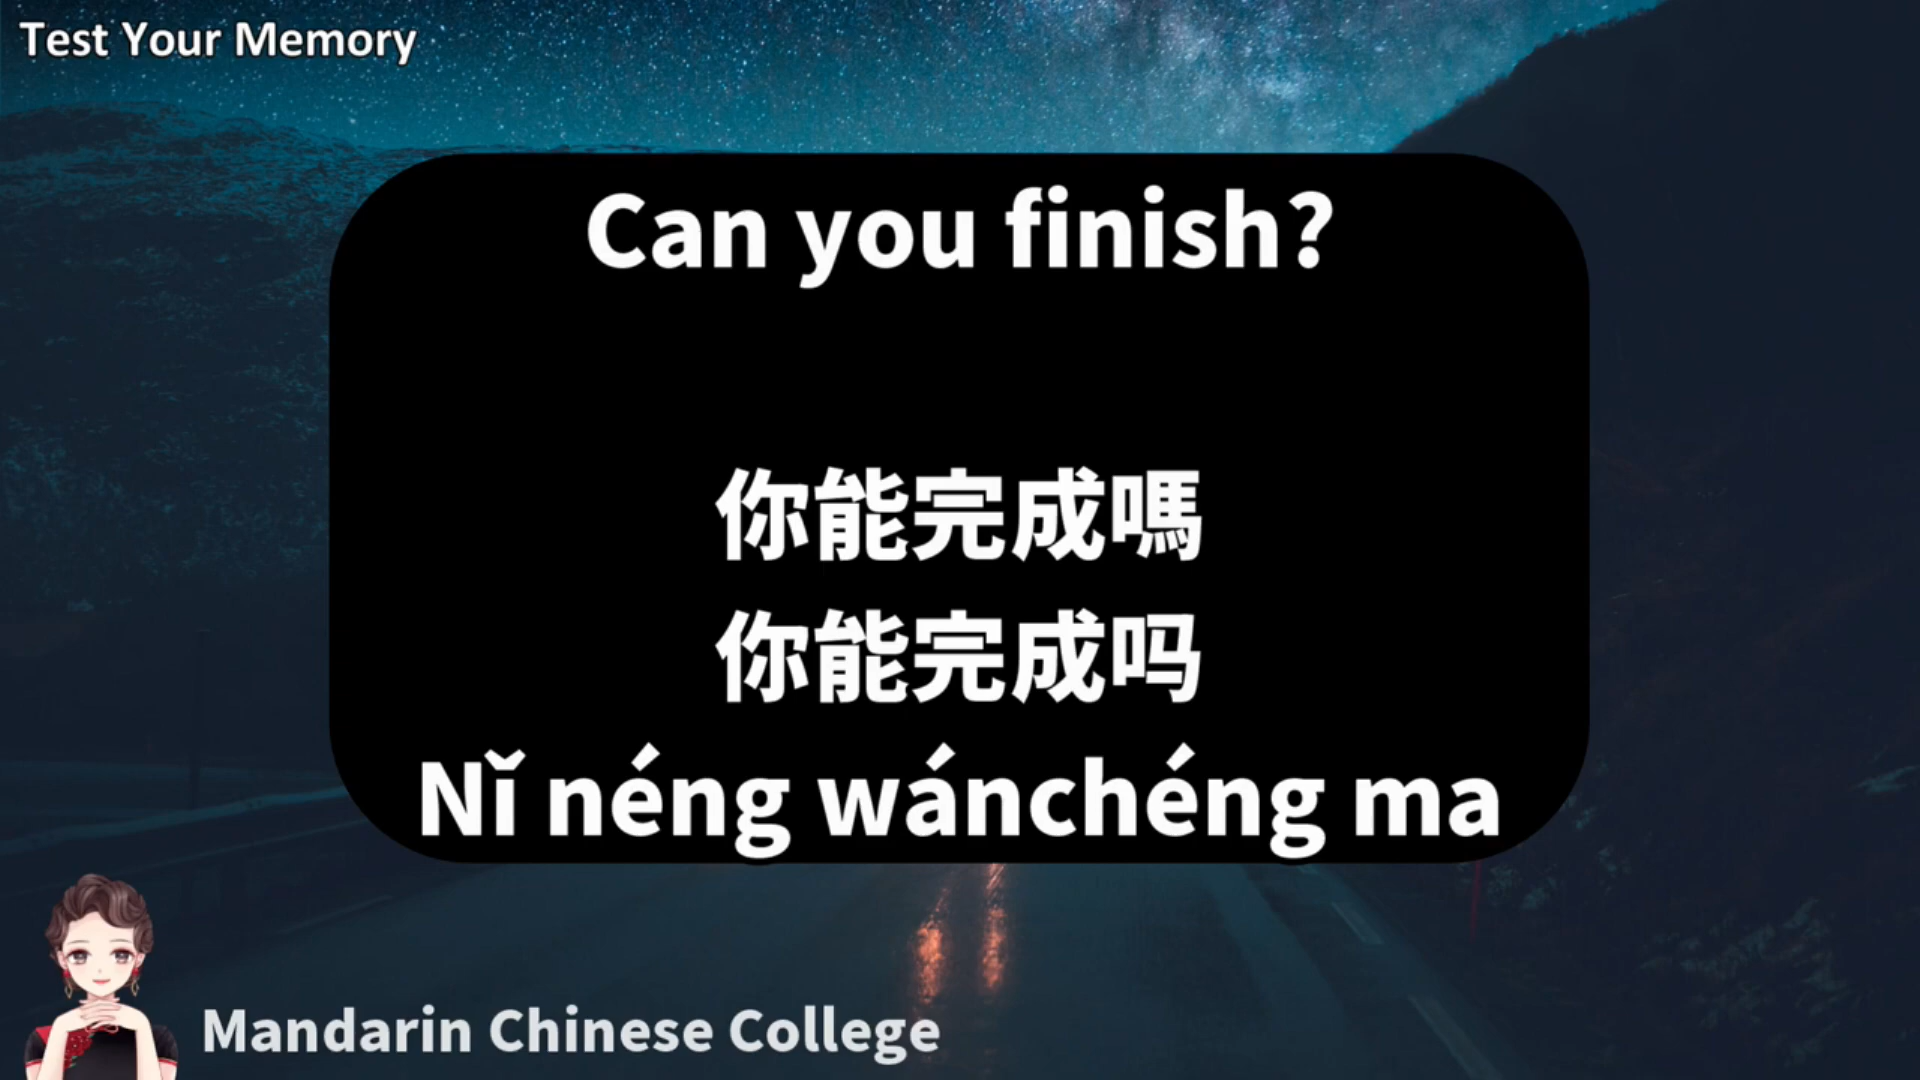 Test Your Memory
Can you finish?
你能完成嗎
你能完成吗
Nǐ néng wánchéng ma
Mandarin Chinese College